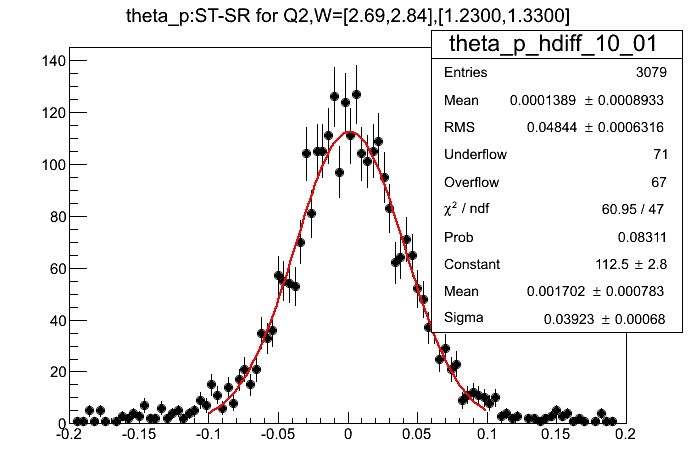 theta_p:ST-SR for Q2,W=[2.69,2.84],[1.2300,1.3300]
theta_p_hdiff_10_01
Entries 3079
Mean 0.0001389 ± 0.0008933
RMS 0.04844 ± 0.0006316
Underflow 71
Overflow 67
χ² / ndf 60.95 / 47
Prob 0.08311
Constant 112.5 ± 2.8
Mean 0.001702 ± 0.000783
Sigma 0.03923 ± 0.00068
140
120
100
80
60
40
20
0
-0.2 -0.15 -0.1 -0.05 0 0.05 0.1 0.15 0.2